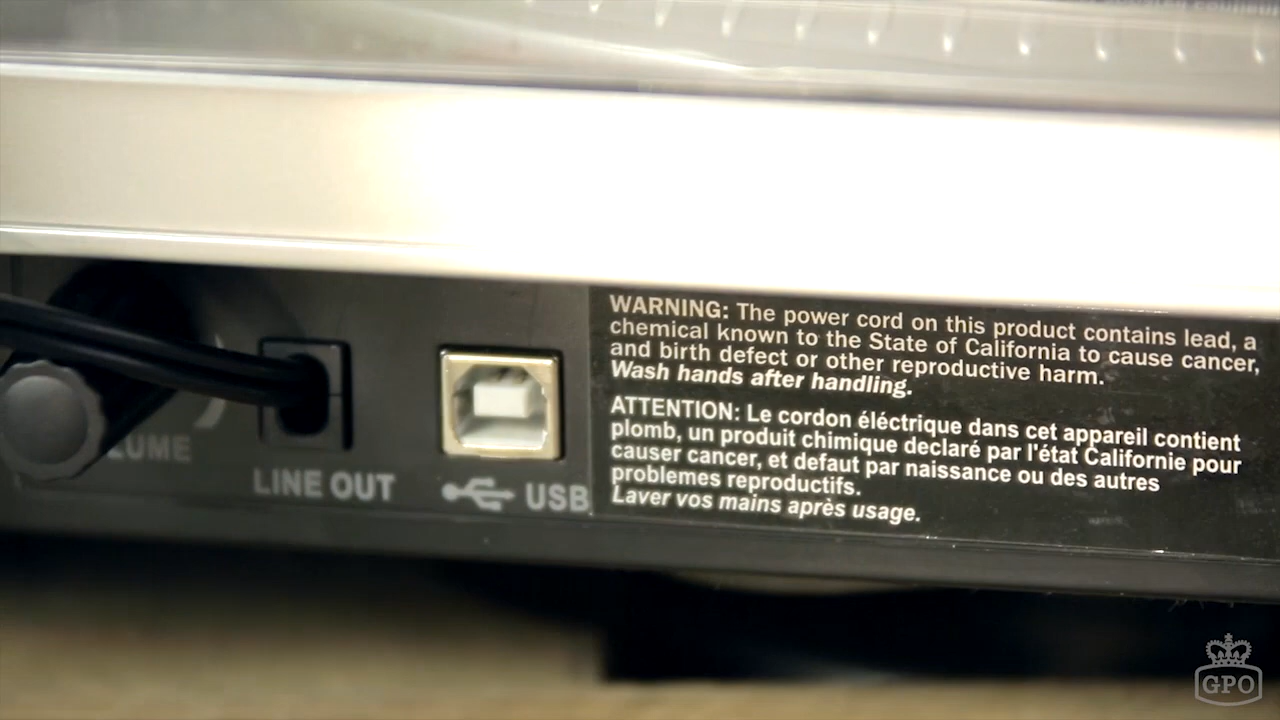 WARNING: The power cord on this product contains lead, a
chemical known to the State of California to cause cancer,
and birth defect or other reproductive harm.
Wash hands after handling.
ATTENTION: Le cordon éléctrique dans cet appareil contient
plomb, un produit chimique declaré par l'état Californie pour
causer cancer, et defaut par naissance ou des autres
problemes reproductifs.
Laver vos mains après usage.
LINE OUT
USB
GPO